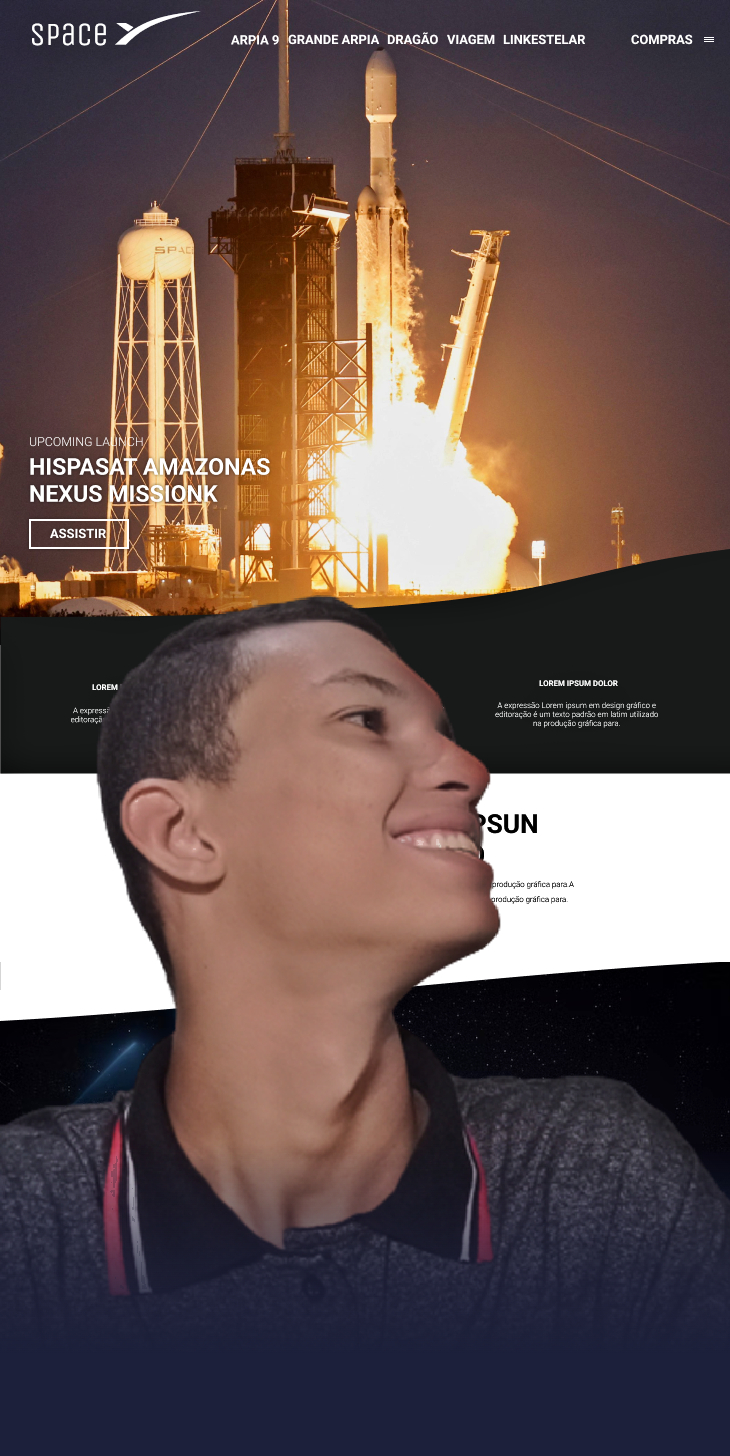 SPACE X
ARPIA 9 GRANDE ARPIA DRAGÃO VIAGEM LINKESTELAR COMPRAS
SPACE
UPCOMING LAUNCH
HISPASAT AMAZONAS
NEXUS MISSIONK
ASSISTIR
LOREM
LOREM IPSUM DOLOR
A expressão Lorem ipsum em design gráfico e
editoração é um texto padrão em latim utilizado
na produção gráfica para.
PSUN
produção gráfica para.A
produção gráfica para.